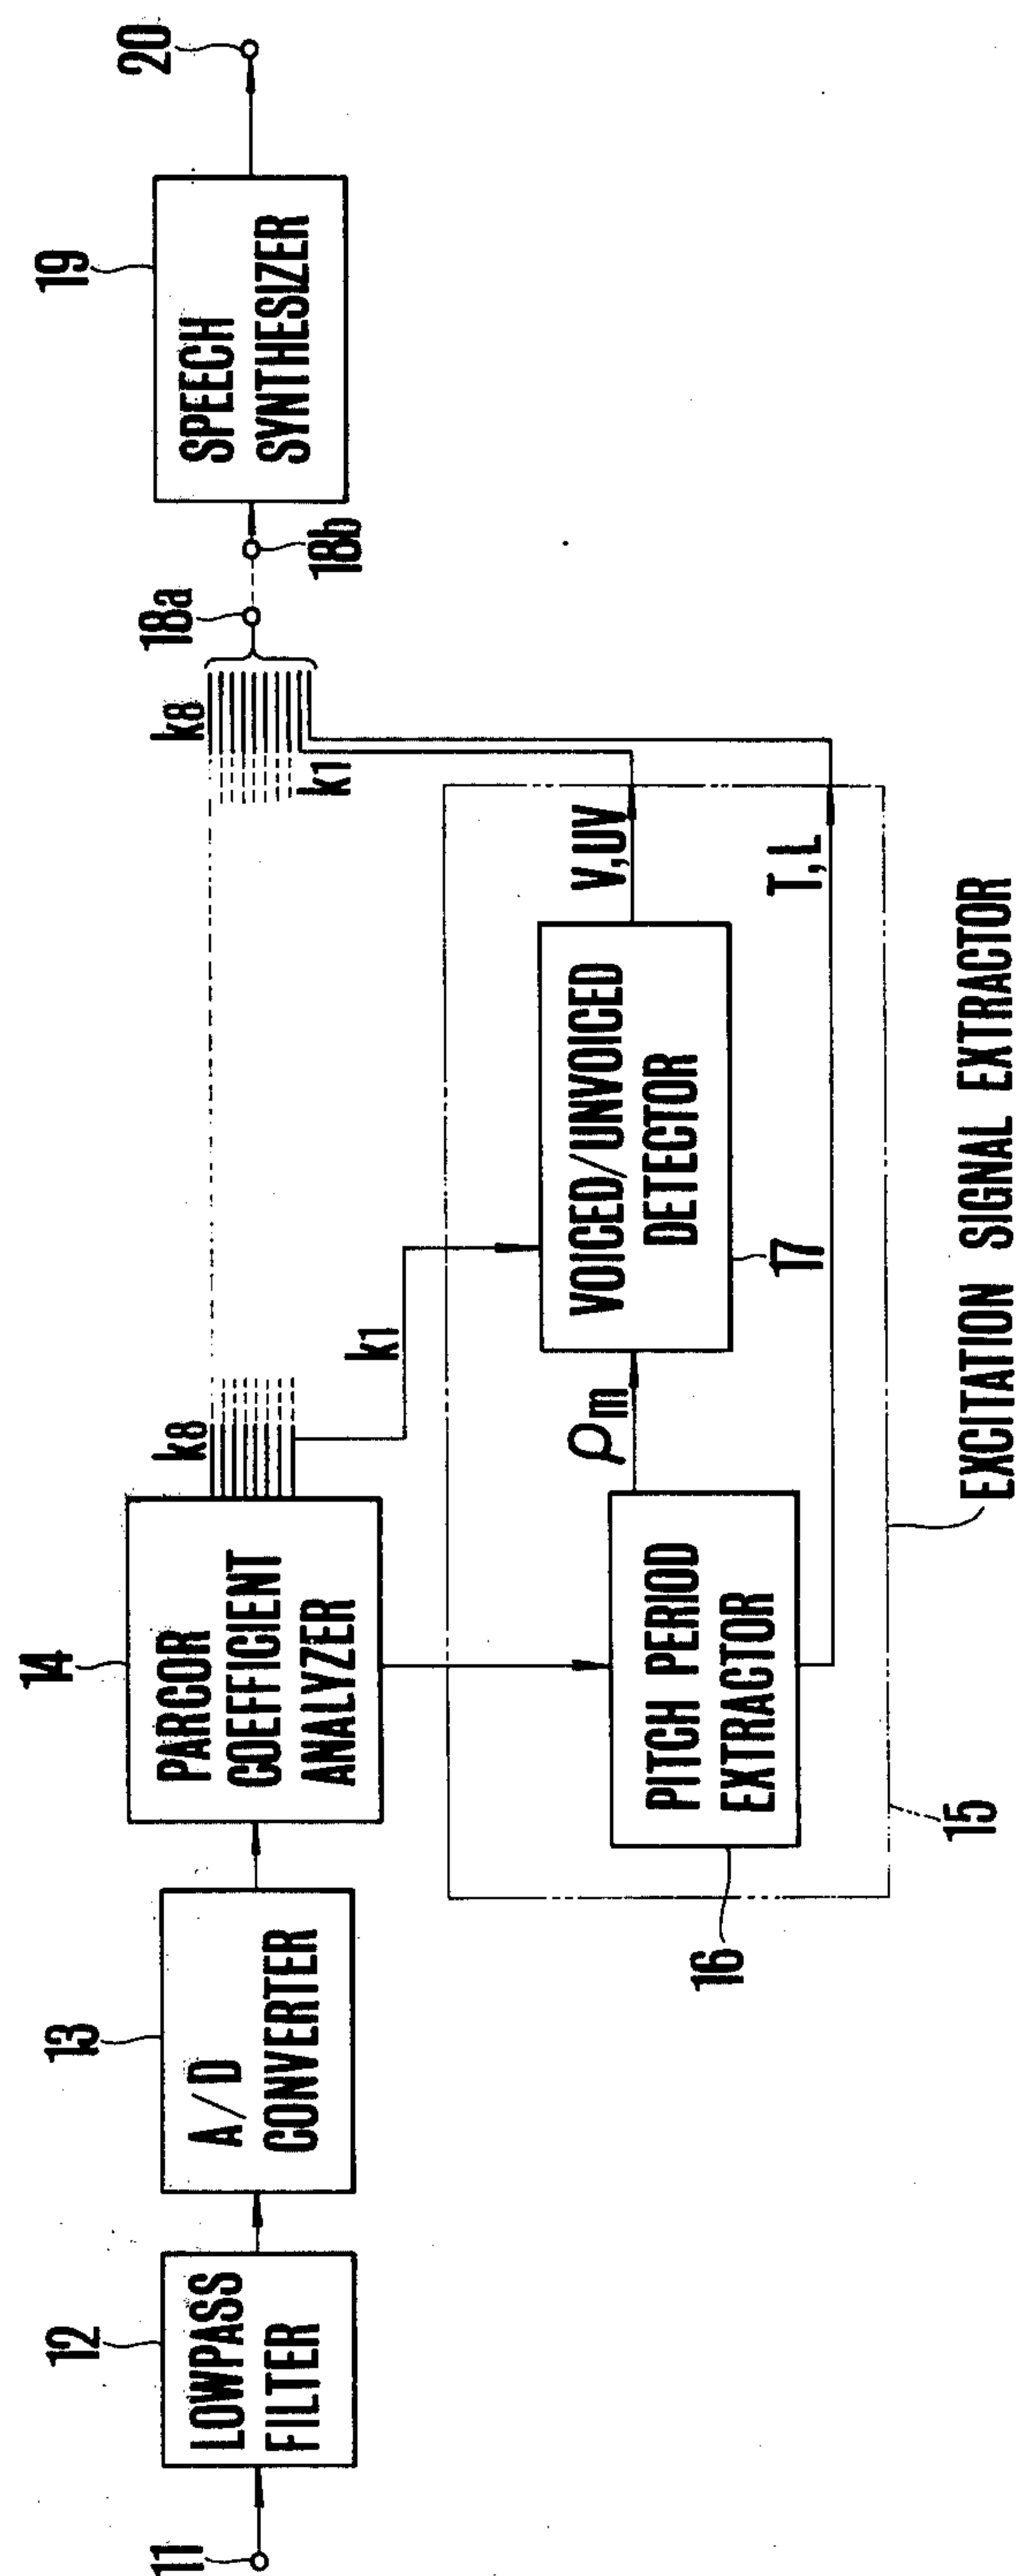 11
12
LOWPASS
FILTER
13
A/D
CONVERTER
14
PARCOR
COEFFICIENT
ANALYZER
k8
k1
k8
k1
18a
18b
19
SPEECH
SYNTHESIZER
20
16
PITCH PERIOD
EXTRACTOR
ρm
VOICED/UNVOICED
DETECTOR
17
V,UV
T,L
15
EXCITATION SIGNAL EXTRACTOR